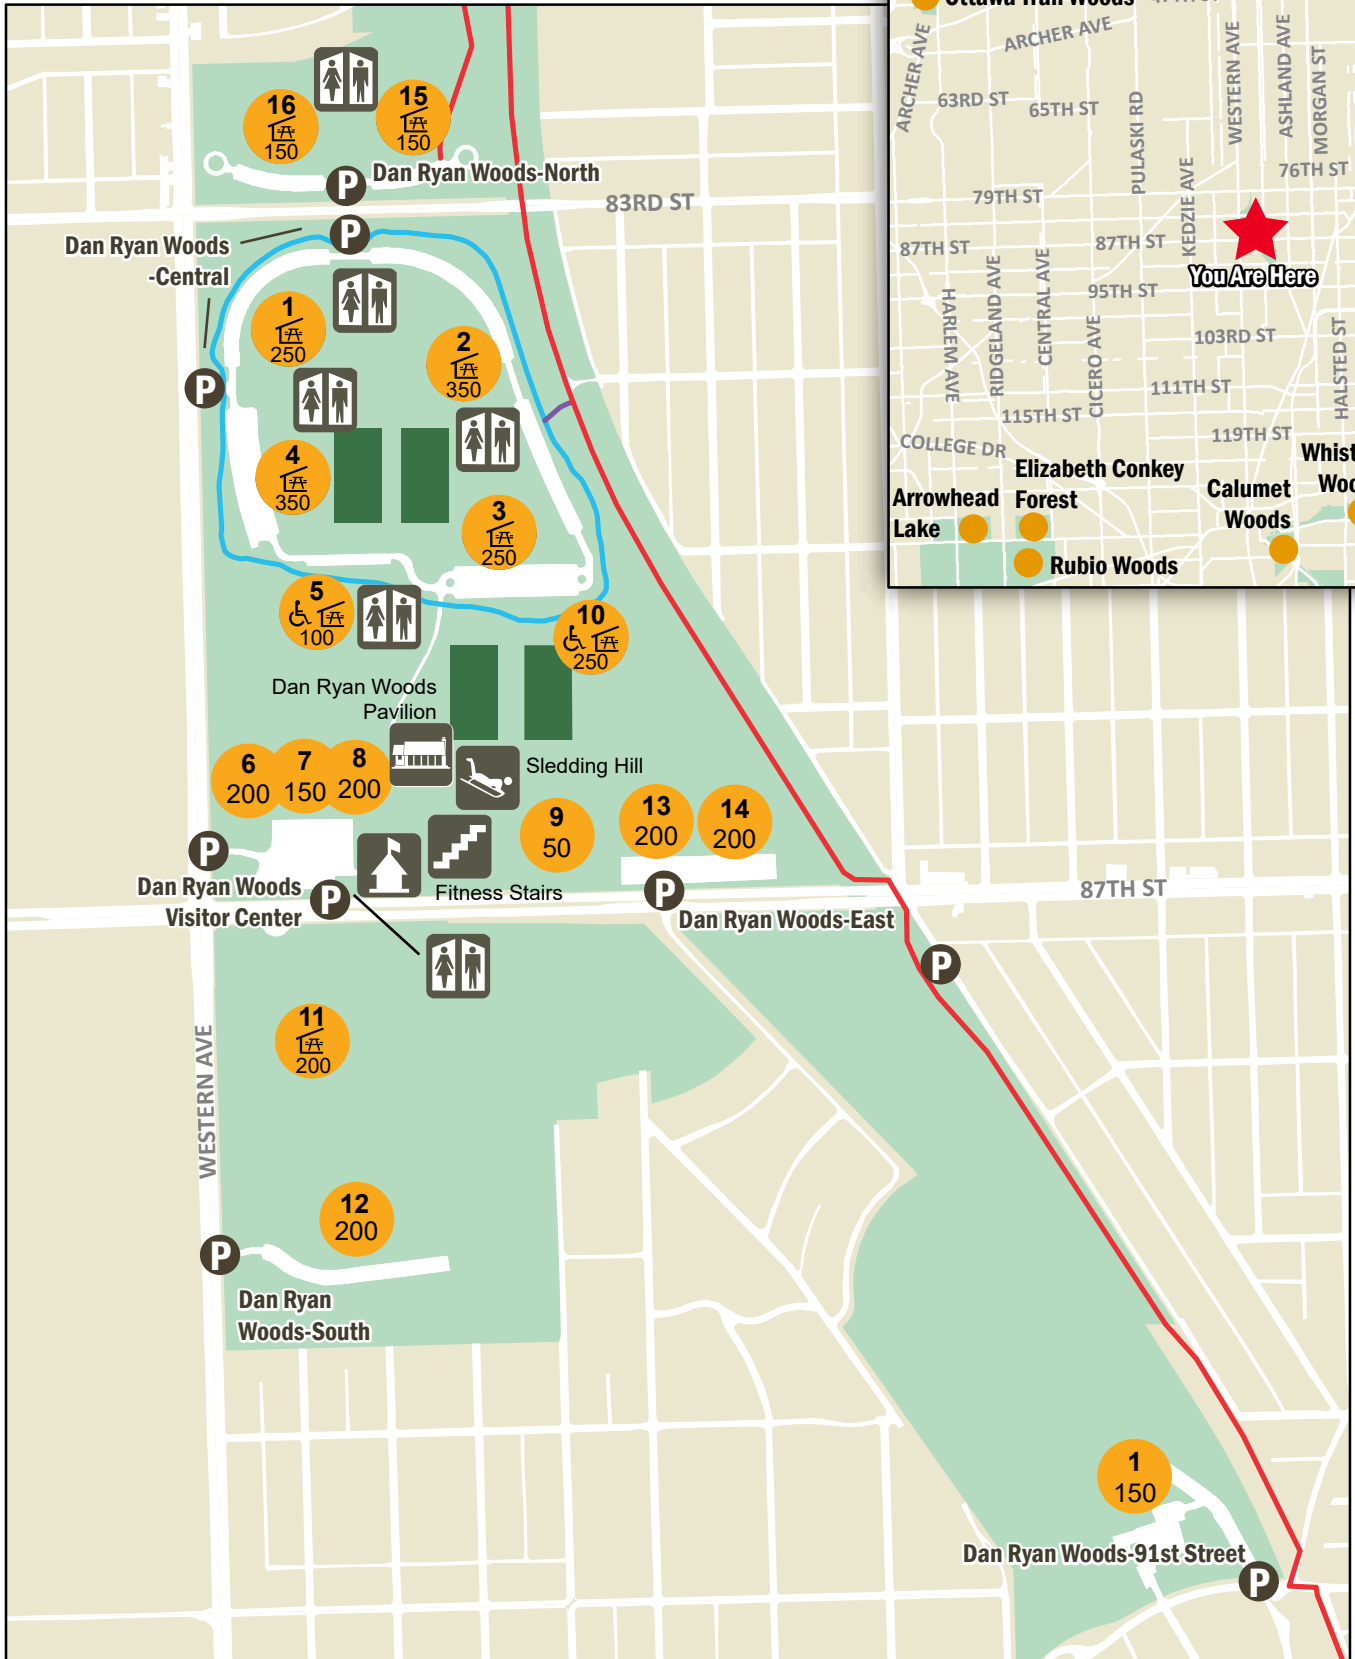 16
150
15
150
P
Dan Ryan Woods-North
83RD ST
P
Dan Ryan Woods
-Central
1
250
2
350
P
4
350
3
250
5
100
10
250
Dan Ryan Woods
Pavilion
6
200
7
150
8
200
Sledding Hill
9
50
13
200
14
200
P
Dan Ryan Woods
Visitor Center
P
Fitness Stairs
P
Dan Ryan Woods-East
87TH ST
P
WESTERN AVE
11
200
12
200
P
Dan Ryan
Woods-South
1
150
Dan Ryan Woods-91st Street
P
Ottawa Trail Woods
47TH ST
ARCHER AVE
ARCHER AVE
63RD ST
65TH ST
PULASKI RD
WESTERN AVE
ASHLAND AVE
MORGAN ST
76TH ST
79TH ST
KEDZIE AVE
87TH ST
87TH ST
You Are Here
HARLEM AVE
RIDGELAND AVE
CENTRAL AVE
CICERO AVE
95TH ST
103RD ST
HALSTED ST
111TH ST
115TH ST
119TH ST
COLLEGE DR
Arrowhead
Lake
Elizabeth Conkey
Forest
Calumet
Woods
Whist
Woo
Rubio Woods